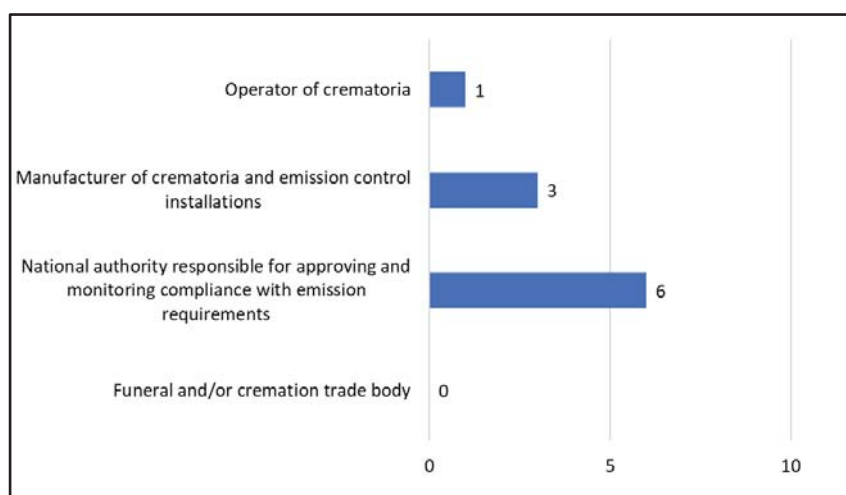 Operator of crematoria
1
Manufacturer of crematoria and emission control
installations
3
National authority responsible for approving and
monitoring compliance with emission
requirements
6
Funeral and/or cremation trade body
0
0 5 10